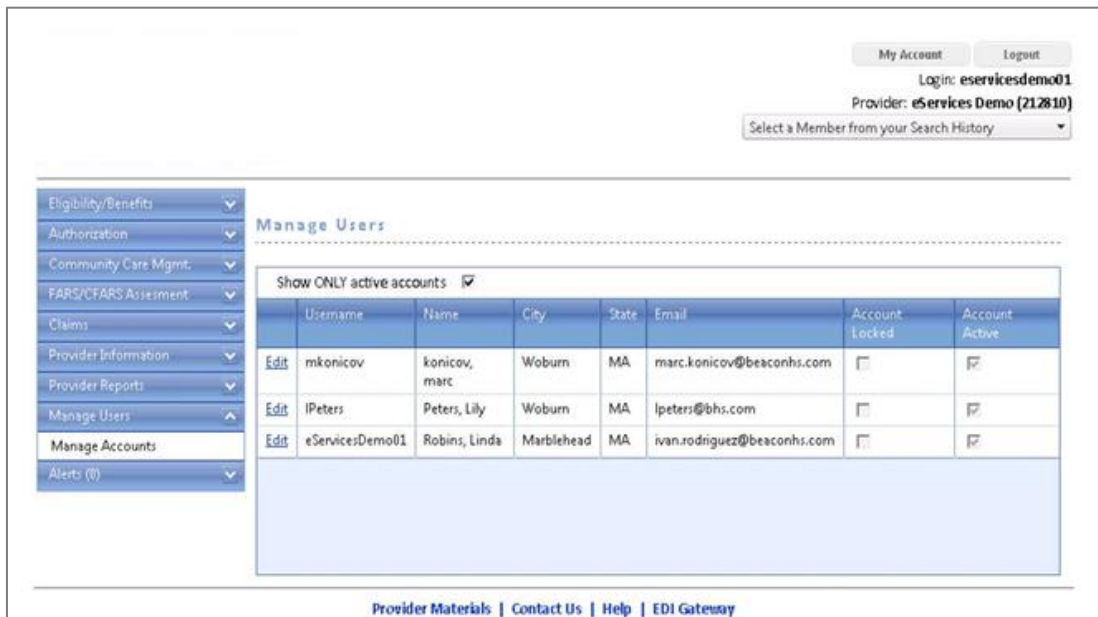 My Account Logout
Login: eservicesdemo01
Provider: eServices Demo (212810)
Select a Member from your Search History
Eligibility/Benefits
Authorization
Community Care Mgmt.
FARS/CFARS Assesment
Claims
Provider Information
Provider Reports
Manage Users
Manage Accounts
Alerts (0)
Manage Users
Show ONLY active accounts
Username Name City State Email Account Locked Account Active
Edit mkonicov konicov, marc Woburn MA marc.konicov@beaconhs.com
Edit lPeters Peters, Lily Woburn MA lpeters@bhs.com
Edit eServicesDemo01 Robins, Linda Marblehead MA ivan.rodriguez@beaconhs.com
Provider Materials | Contact Us | Help | EDI Gateway